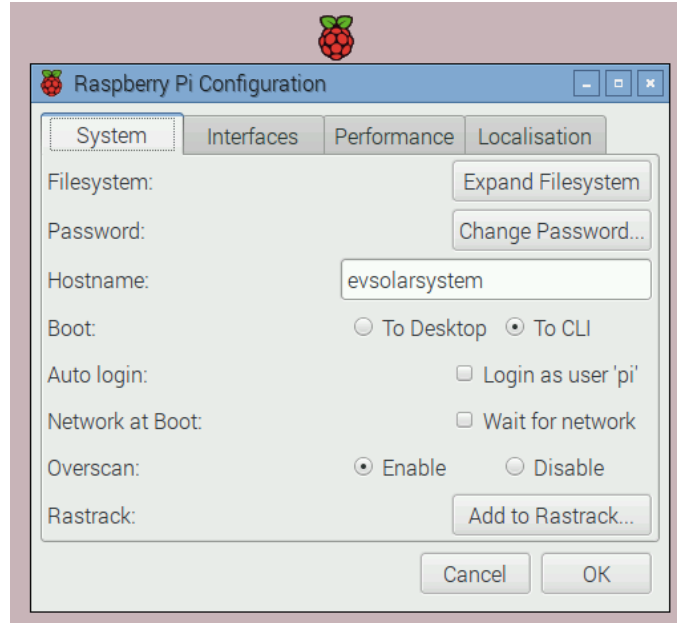 Raspberry Pi Configuration
System Interfaces Performance Localisation
Filesystem: Expand Filesystem
Password: Change Password...
Hostname: evsolarsystem
Boot: To Desktop To CLI
Auto login: Login as user 'pi'
Network at Boot: Wait for network
Overscan: Enable Disable
Rastrack: Add to Rastrack...
Cancel OK